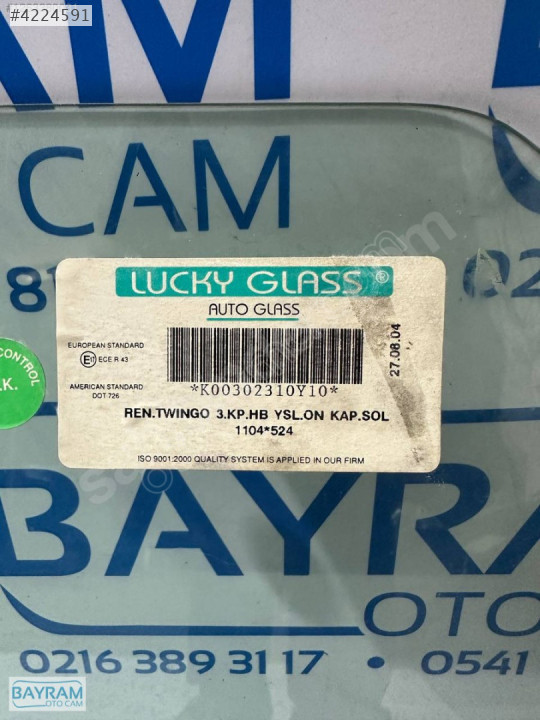 #4224591
AM
CAM
LUCKY GLASS ®
AUTO GLASS
EUROPEAN STANDARD
E11 ECE R 43
AMERICAN STANDARD
DOT 726
*K00302310Y10*
27.08.04
REN.TWINGO 3.KP.HB YSL.ON KAP.SOL
1104*524
ISO 9001:2000 QUALITY SYSTEM IS APPLIED IN OUR FIRM
CONTROL
.K.
BAYRA
OTO
0216 389 31 17 • 0541
BAYRAM
OTO CAM